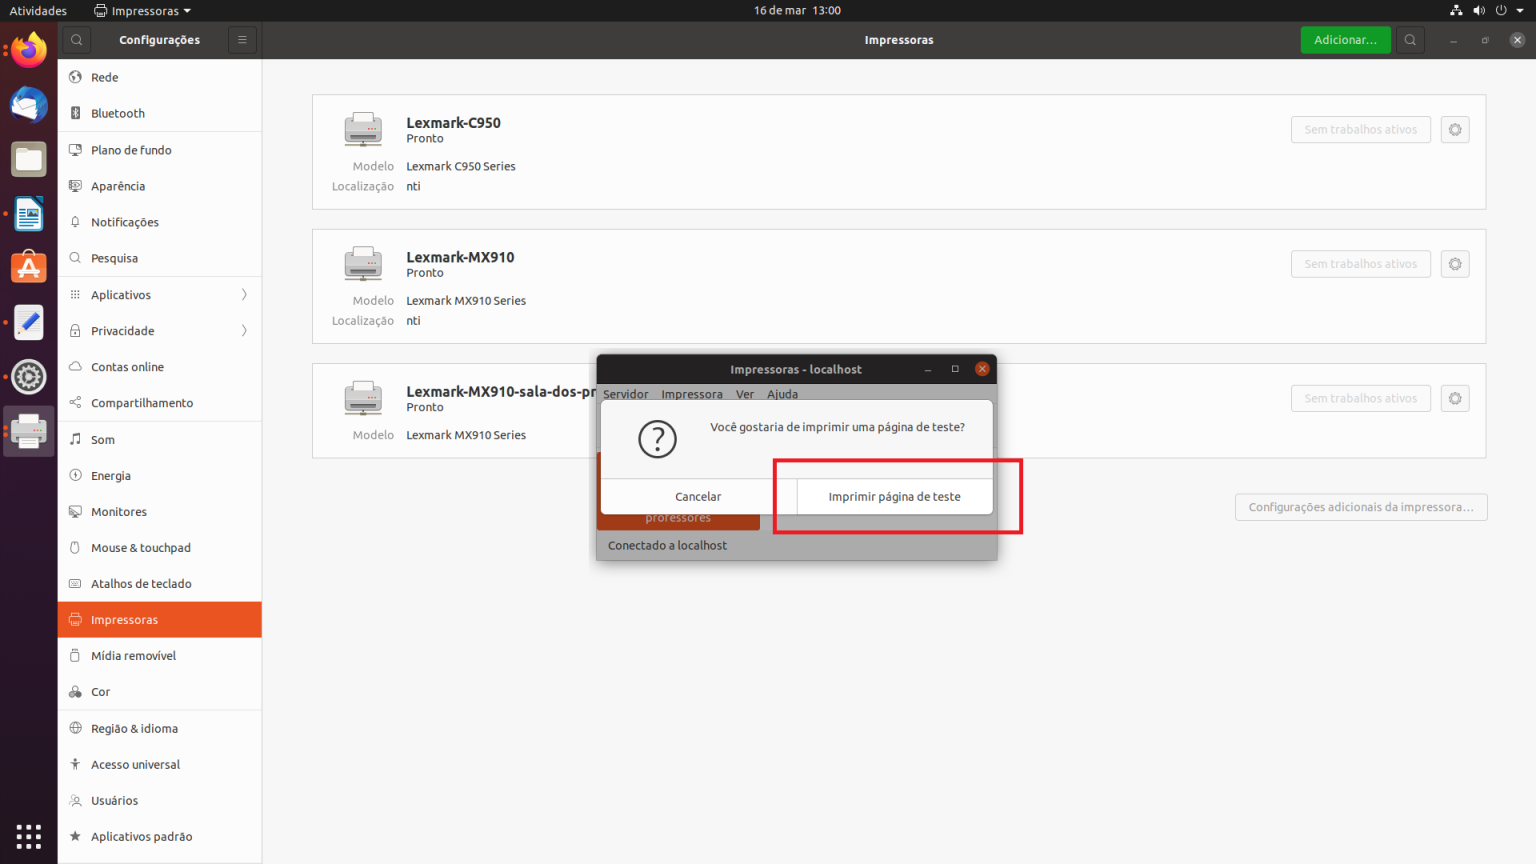 Atividades
Impressoras
16 de mar 13:00
Configurações
Impressoras
Adicionar...
Rede
Bluetooth
Plano de fundo
Aparência
Notificações
Pesquisa
Aplicativos
Privacidade
Contas online
Compartilhamento
Som
Energia
Monitores
Mouse & touchpad
Atalhos de teclado
Impressoras
Mídia removível
Cor
Região & idioma
Acesso universal
Usuários
Aplicativos padrão
Lexmark-C950
Pronto
Sem trabalhos ativos
Modelo Lexmark C950 Series
Localização nti
Lexmark-MX910
Pronto
Sem trabalhos ativos
Modelo Lexmark MX910 Series
Localização nti
Lexmark-MX910-sala-dos-pr
Pronto
Sem trabalhos ativos
Modelo Lexmark MX910 Series
Configurações adicionais da impressora...
Impressoras - localhost
Servidor Impressora Ver Ajuda
Você gostaria de imprimir uma página de teste?
Cancelar
Imprimir página de teste
professores
Conectado a localhost